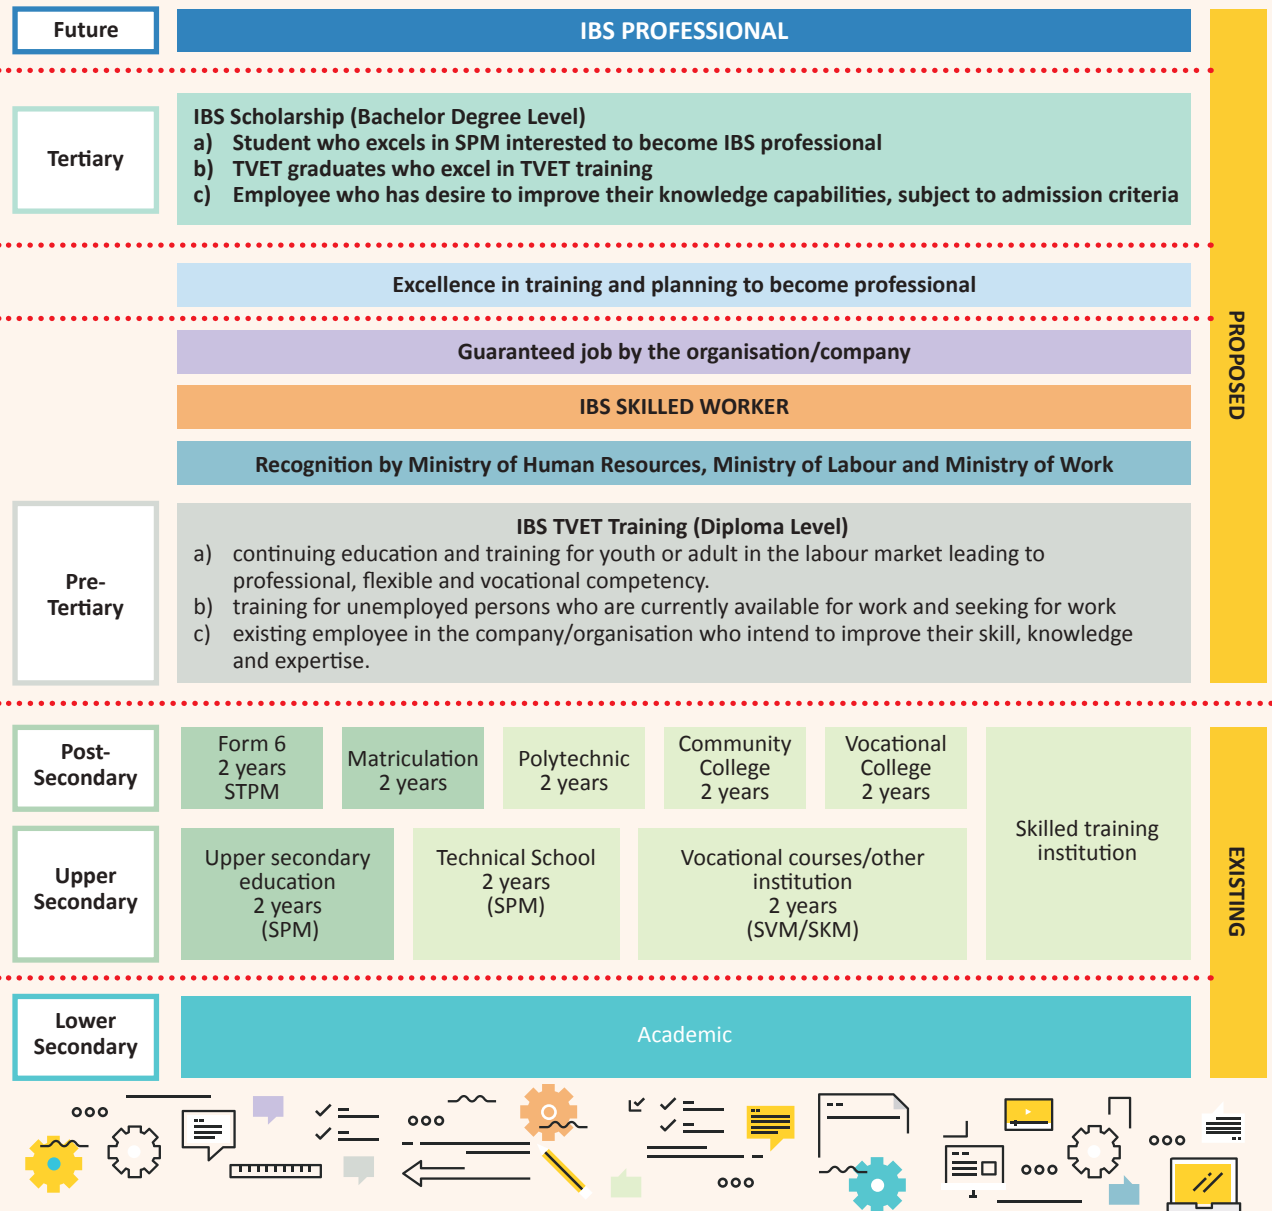 Future
IBS PROFESSIONAL
Tertiary
IBS Scholarship (Bachelor Degree Level)
a) Student who excels in SPM interested to become IBS professional
b) TVET graduates who excel in TVET training
c) Employee who has desire to improve their knowledge capabilities, subject to admission criteria
Excellence in training and planning to become professional
Guaranteed job by the organisation/company
IBS SKILLED WORKER
Recognition by Ministry of Human Resources, Ministry of Labour and Ministry of Work
PROPOSED
Pre-
Tertiary
IBS TVET Training (Diploma Level)
a) continuing education and training for youth or adult in the labour market leading to
professional, flexible and vocational competency.
b) training for unemployed persons who are currently available for work and seeking for work
c) existing employee in the company/organisation who intend to improve their skill, knowledge
and expertise.
Post-
Secondary
Form 6
2 years
STPM
Matriculation
2 years
Polytechnic
2 years
Community
College
2 years
Vocational
College
2 years
Skilled training
institution
Upper
Secondary
Upper secondary
education
2 years
(SPM)
Technical School
2 years
(SPM)
Vocational courses/other
institution
2 years
(SVM/SKM)
EXISTING
Lower
Secondary
Academic